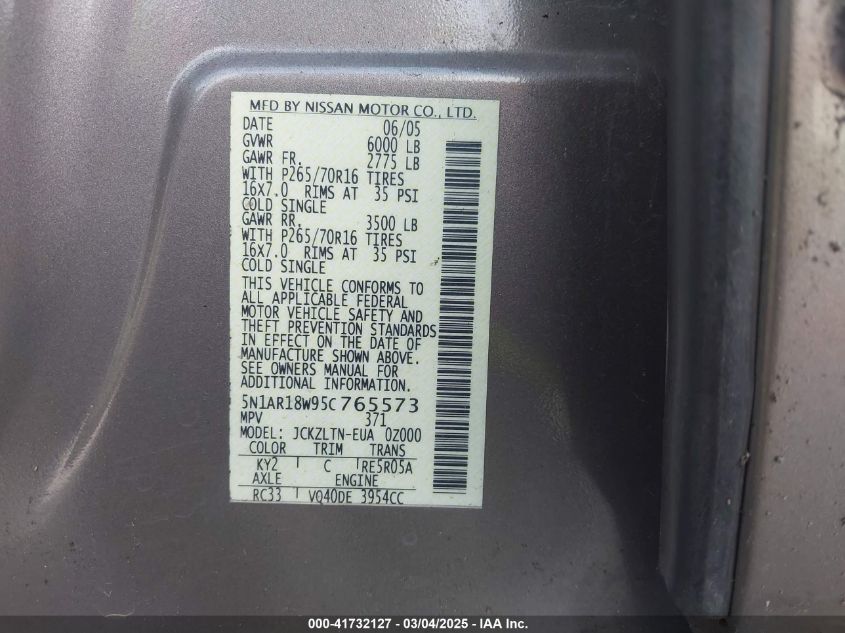 MFD BY NISSAN MOTOR CO., LTD.
DATE 06/05
GVWR 6000 LB
GAWR FR. 2775 LB
WITH P265/70R16 TIRES
16X7.0 RIMS AT 35 PSI
COLD SINGLE
GAWR RR. 3500 LB
WITH P265/70R16 TIRES
16X7.0 RIMS AT 35 PSI
COLD SINGLE
THIS VEHICLE CONFORMS TO
ALL APPLICABLE FEDERAL
MOTOR VEHICLE SAFETY AND
THEFT PREVENTION STANDARDS
IN EFFECT ON THE DATE OF
MANUFACTURE SHOWN ABOVE.
SEE OWNERS MANUAL FOR
ADDITIONAL INFORMATION.
5N1AR18W95C765573
MPV 371
MODEL: JCKZLTN-EUA 0Z000
COLOR TRIM TRANS
KY2 C RE5R05A
AXLE ENGINE
RC33 VQ40DE 3954CC
000-41732127 - 03/04/2025 - IAA Inc.